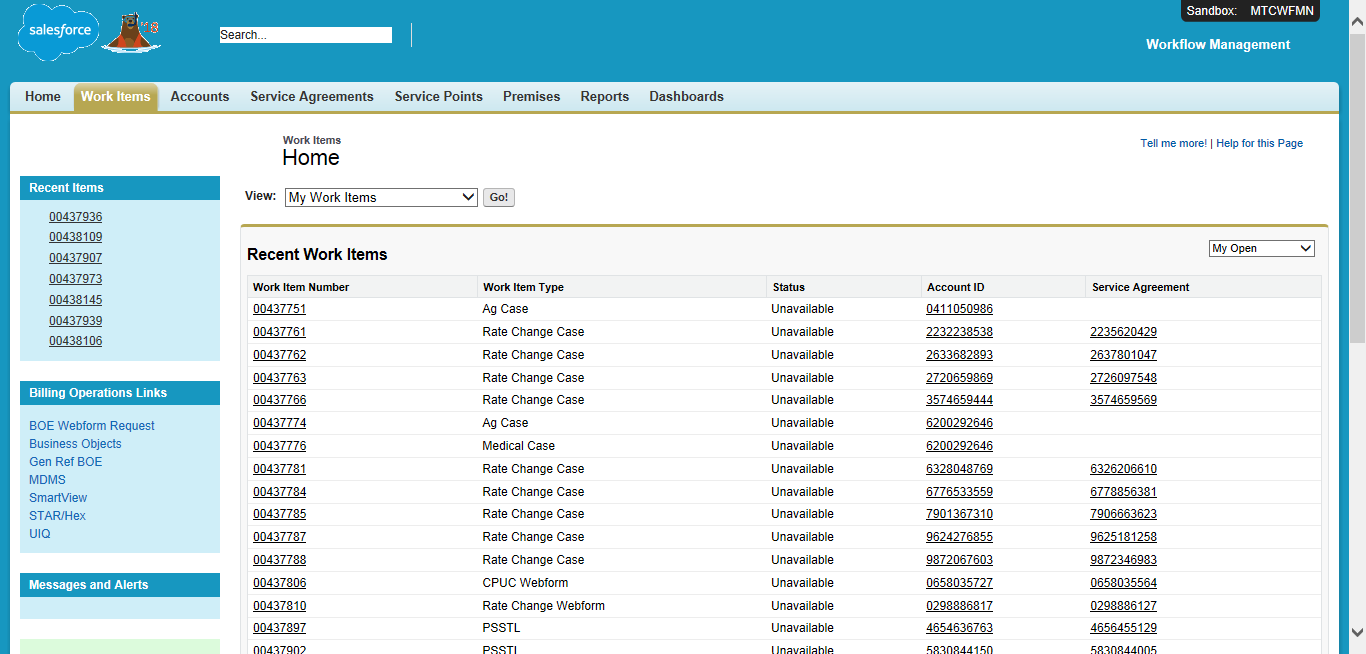 salesforce
Search...
Sandbox: MTCWFMN
Workflow Management
Home Work Items Accounts Service Agreements Service Points Premises Reports Dashboards
Work Items
Home
Tell me more! | Help for this Page
View: My Work Items Go!
Recent Items
00437936
00438109
00437907
00437973
00438145
00437939
00438106
Billing Operations Links
BOE Webform Request
Business Objects
Gen Ref BOE
MDMS
SmartView
STAR/Hex
UIQ
Messages and Alerts
Recent Work Items My Open
Work Item Number Work Item Type Status Account ID Service Agreement
00437751 Ag Case Unavailable 0411050986
00437761 Rate Change Case Unavailable 2232238538 2235620429
00437762 Rate Change Case Unavailable 2633682893 2637801047
00437763 Rate Change Case Unavailable 2720659869 2726097548
00437766 Rate Change Case Unavailable 3574659444 3574659569
00437774 Ag Case Unavailable 6200292646
00437776 Medical Case Unavailable 6200292646
00437781 Rate Change Case Unavailable 6328048769 6326206610
00437784 Rate Change Case Unavailable 6776533559 6778856381
00437785 Rate Change Case Unavailable 7901367310 7906663623
00437787 Rate Change Case Unavailable 9624276855 9625181258
00437788 Rate Change Case Unavailable 9872067603 9872346983
00437806 CPUC Webform Unavailable 0658035727 0658035564
00437810 Rate Change Webform Unavailable 0298886817 0298886127
00437897 PSSTL Unavailable 4654636763 4656455129
00437902 PSSTL Unavailable 5830844150 5830844005